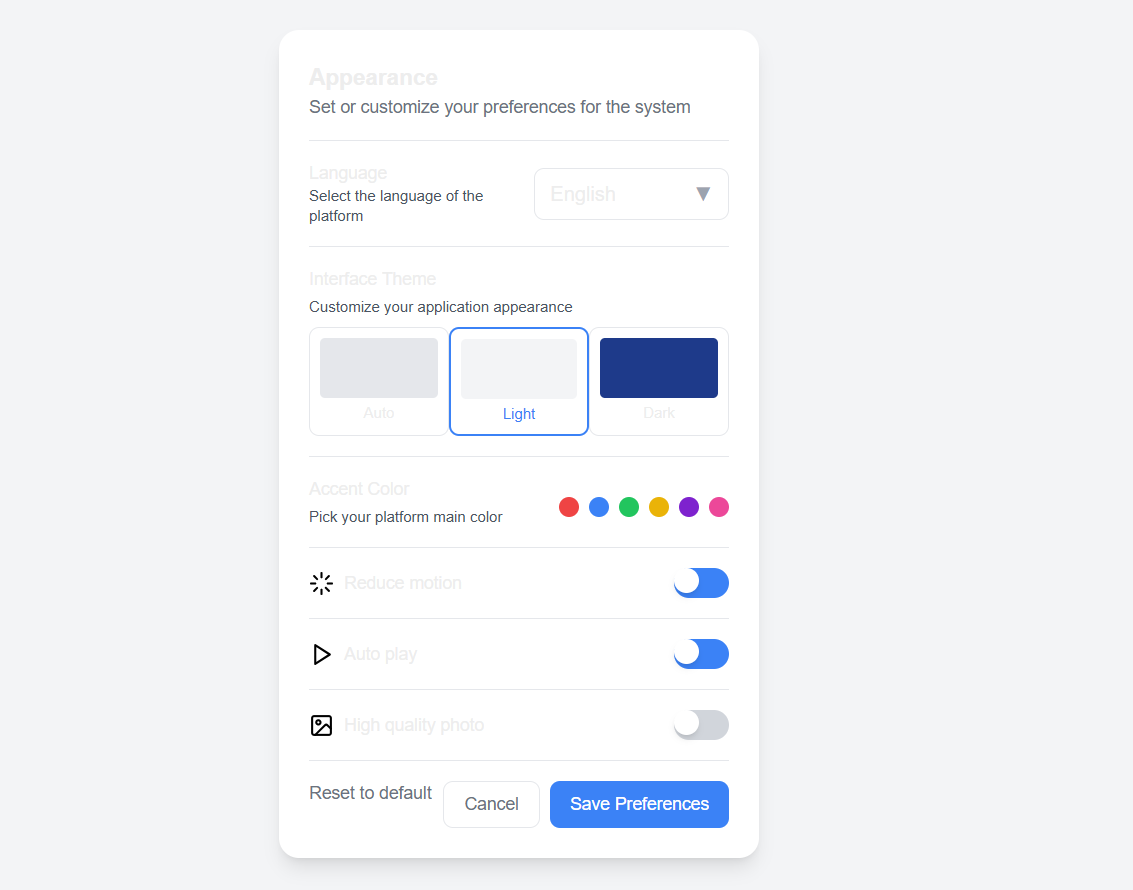 Appearance
Set or customize your preferences for the system
Language
Select the language of the
platform
English
Interface Theme
Customize your application appearance
Auto
Light
Dark
Accent Color
Pick your platform main color
Reduce motion
Auto play
High quality photo
Reset to default
Cancel
Save Preferences